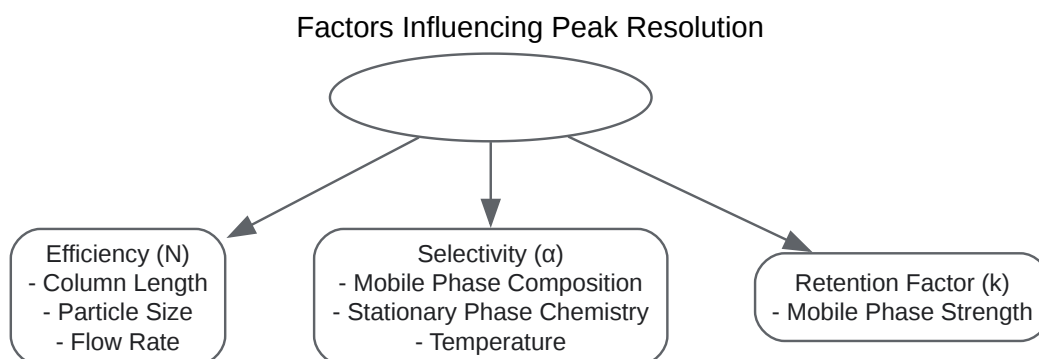 Factors Influencing Peak Resolution
Efficiency (N)
- Column Length
- Particle Size
- Flow Rate
Selectivity (α)
- Mobile Phase Composition
- Stationary Phase Chemistry
- Temperature
Retention Factor (k)
- Mobile Phase Strength